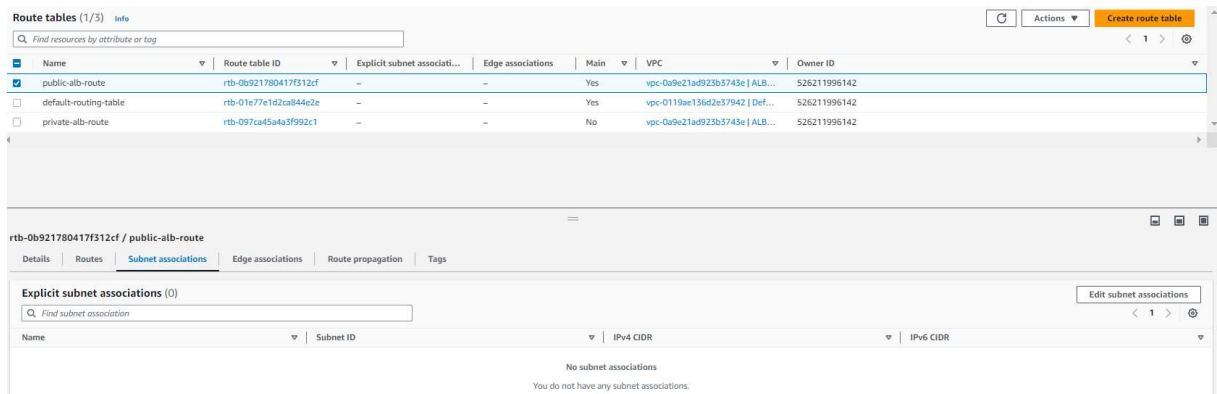 Route tables (1/3) Info
Actions ▼ Create route table
Find resources by attribute or tag
< 1 >
Name Route table ID Explicit subnet associati... Edge associations Main VPC Owner ID
public-alb-route rtb-0b921780417f312cf – – Yes vpc-0a9e21ad923b3743e | ALB... 526211996142
default-routing-table rtb-01e77e1d2ca844e2e – – Yes vpc-0119ae136d2e37942 | Def... 526211996142
private-alb-route rtb-097ca45a4a3f992c1 – – No vpc-0a9e21ad923b3743e | ALB... 526211996142
rtb-0b921780417f312cf / public-alb-route
Details Routes Subnet associations Edge associations Route propagation Tags
Explicit subnet associations (0)
Edit subnet associations
Find subnet association
< 1 >
Name Subnet ID IPv4 CIDR IPv6 CIDR
No subnet associations
You do not have any subnet associations.